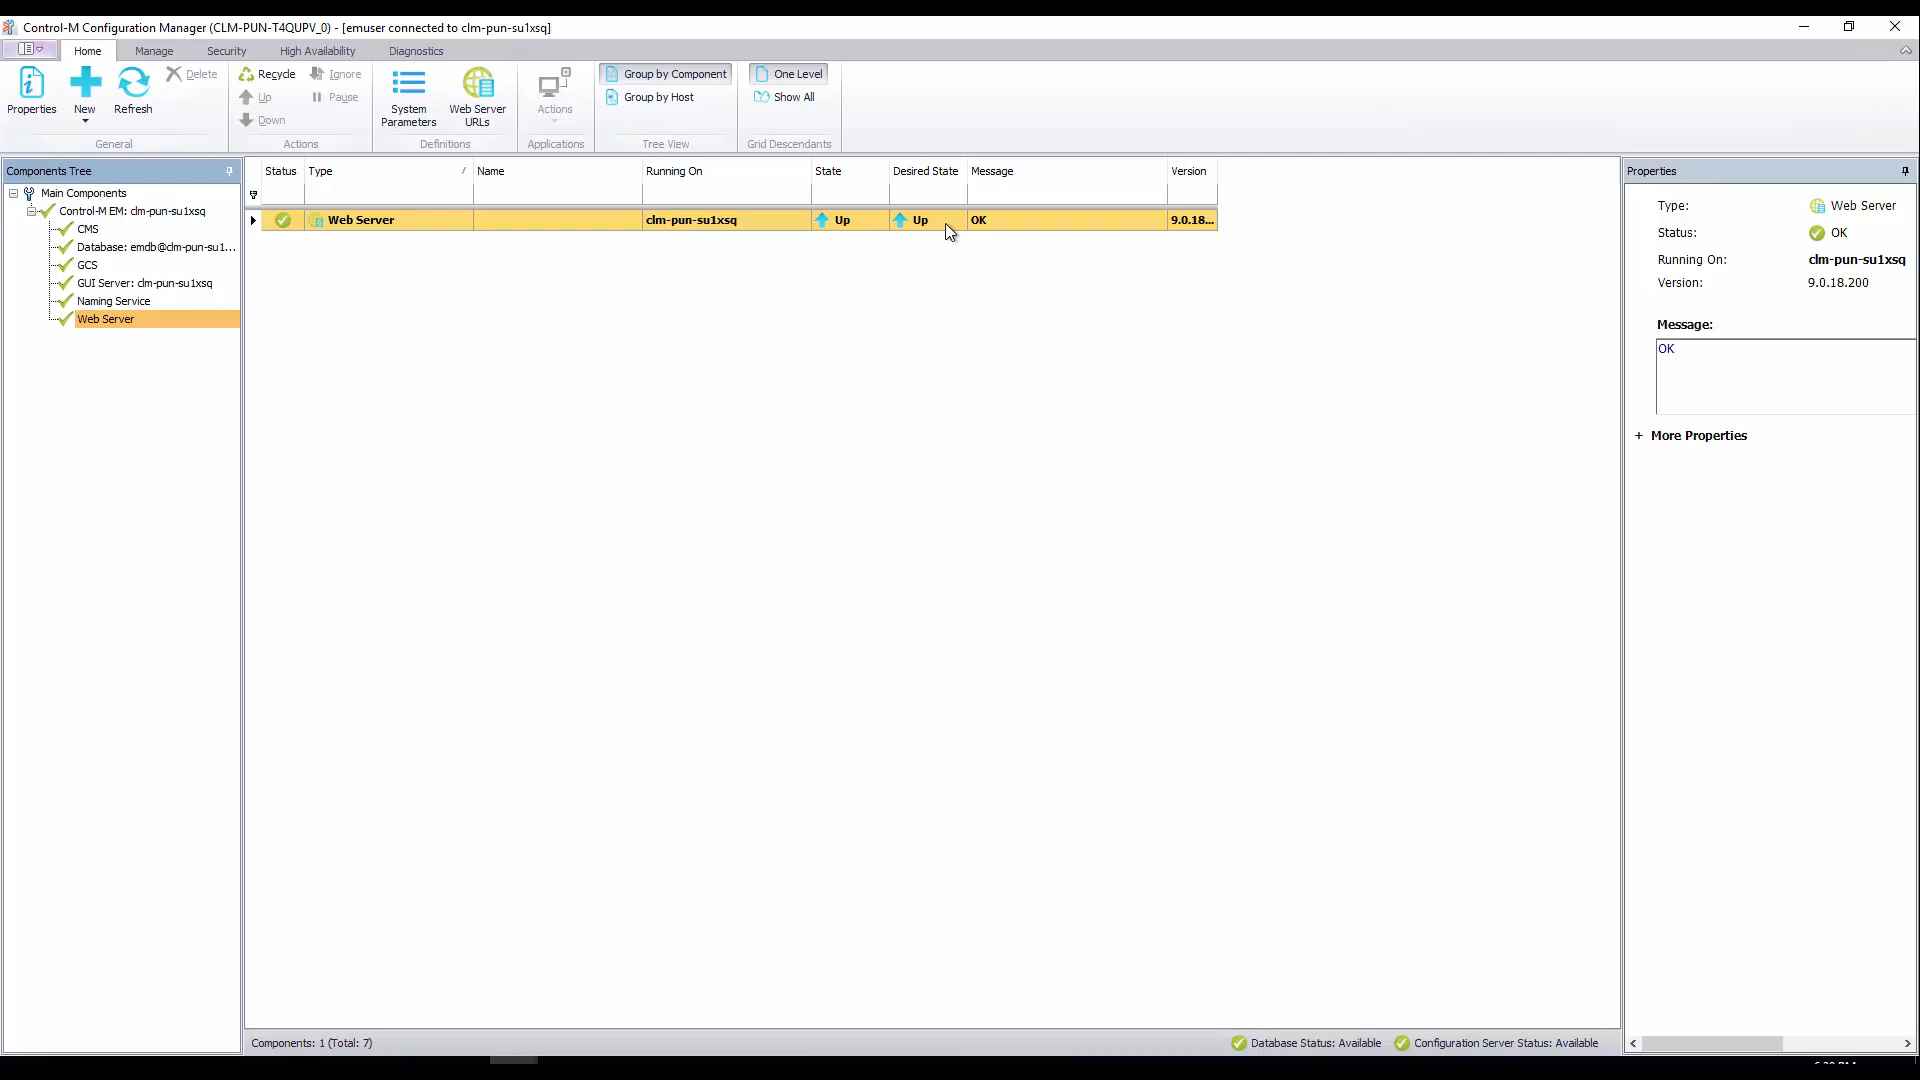 Control-M Configuration Manager (CLM-PUN-T4QUPV_0) - [emuser connected to clm-pun-su1xsq]
Home Manage Security High Availability Diagnostics
Properties
New
Refresh
Delete
General
Recycle
Ignore
Up
Pause
Down
Actions
System Parameters
Web Server URLs
Definitions
Actions
Applications
Group by Component
Group by Host
Tree View
One Level
Show All
Grid Descendants
Components Tree
Main Components
Control-M EM: clm-pun-su1xsq
CMS
Database: emdb@clm-pun-su1...
GCS
GUI Server: clm-pun-su1xsq
Naming Service
Web Server
Status Type / Name Running On State Desired State Message Version
Web Server clm-pun-su1xsq Up Up OK 9.0.18...
Properties
Type: Web Server
Status: OK
Running On: clm-pun-su1xsq
Version: 9.0.18.200
Message:
OK
+ More Properties
Components: 1 (Total: 7)
Database Status: Available
Configuration Server Status: Available